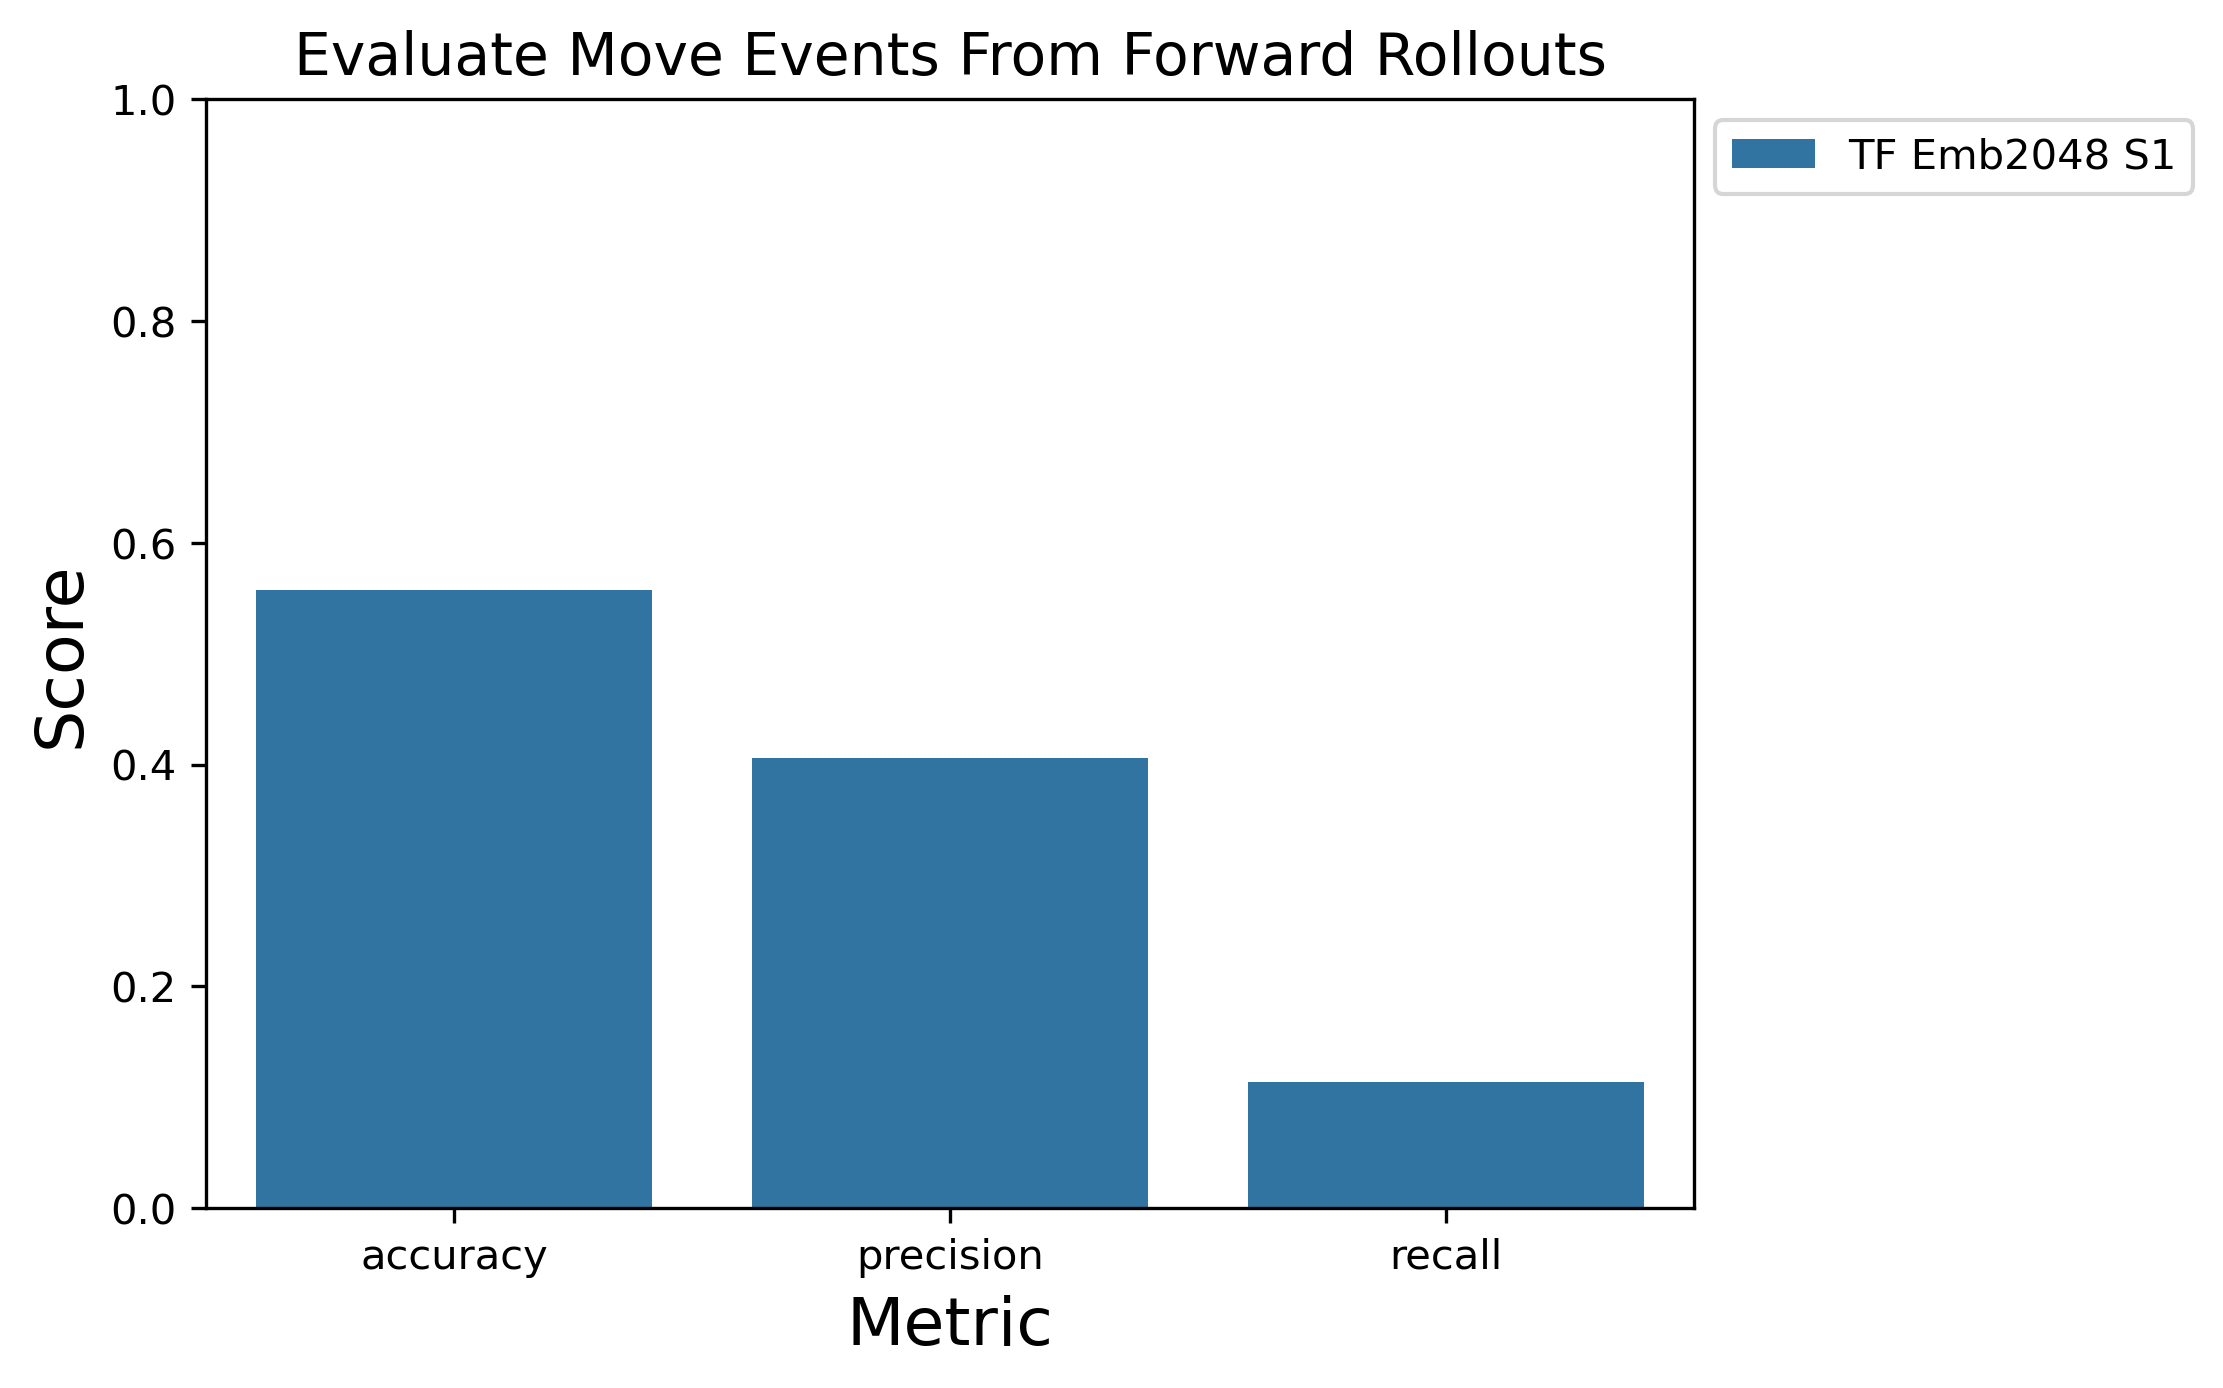 Evaluate Move Events From Forward Rollouts
1.0
0.8
0.6
0.4
0.2
0.0
Score
accuracy precision recall
Metric
TF Emb2048 S1